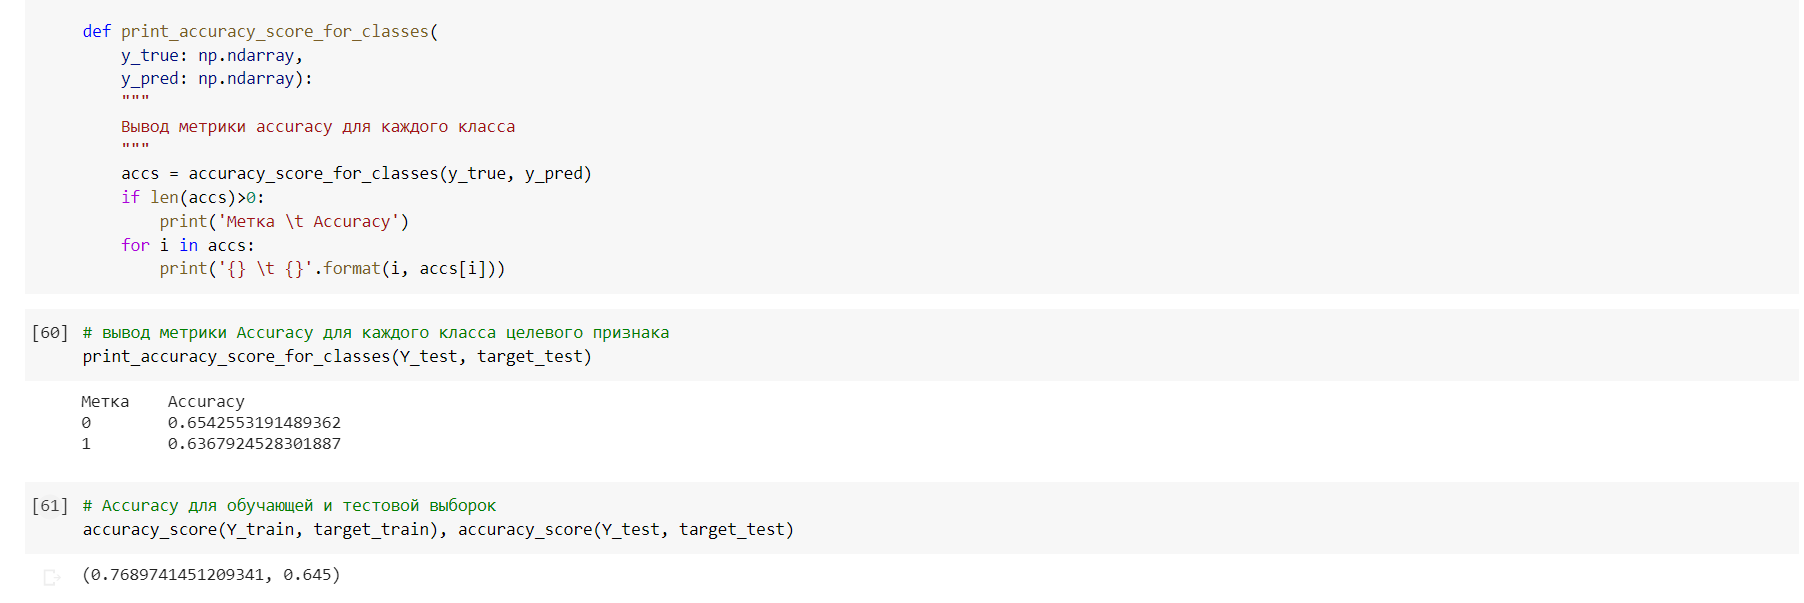 def print_accuracy_score_for_classes(
    y_true: np.ndarray,
    y_pred: np.ndarray):
    """
    Вывод метрики accuracy для каждого класса
    """
    accs = accuracy_score_for_classes(y_true, y_pred)
    if len(accs)>0:
        print('Метка \t Accuracy')
    for i in accs:
        print('{} \t {}'.format(i, accs[i]))
[60] # вывод метрики Accuracy для каждого класса целевого признака
print_accuracy_score_for_classes(Y_test, target_test)
Метка    Accuracy
0        0.6542553191489362
1        0.6367924528301887
[61] # Accuracy для обучающей и тестовой выборок
accuracy_score(Y_train, target_train), accuracy_score(Y_test, target_test)
(0.7689741451209341, 0.645)